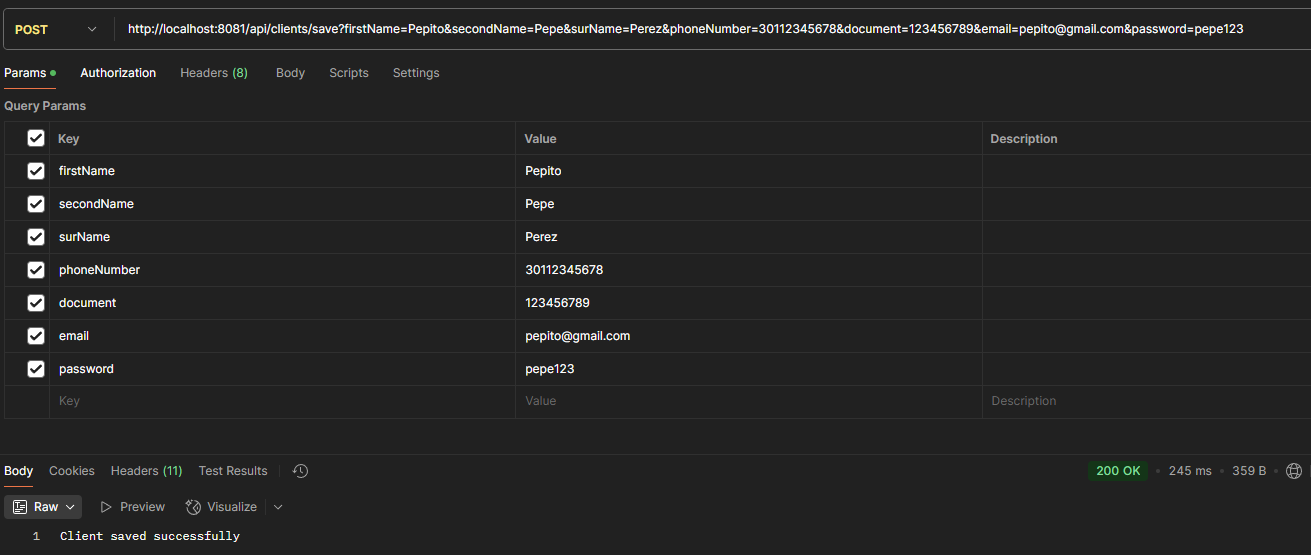 POST http://localhost:8081/api/clients/save?firstName=Pepito&secondName=Pepe&surName=Perez&phoneNumber=30112345678&document=123456789&email=pepito@gmail.com&password=pepe123
Params Authorization Headers (8) Body Scripts Settings
Query Params
Key Value Description
firstName Pepito
secondName Pepe
surName Perez
phoneNumber 30112345678
document 123456789
email pepito@gmail.com
password pepe123
Key Value Description
Body Cookies Headers (11) Test Results 200 OK 245 ms 359 B
Raw Preview Visualize
1 Client saved successfully